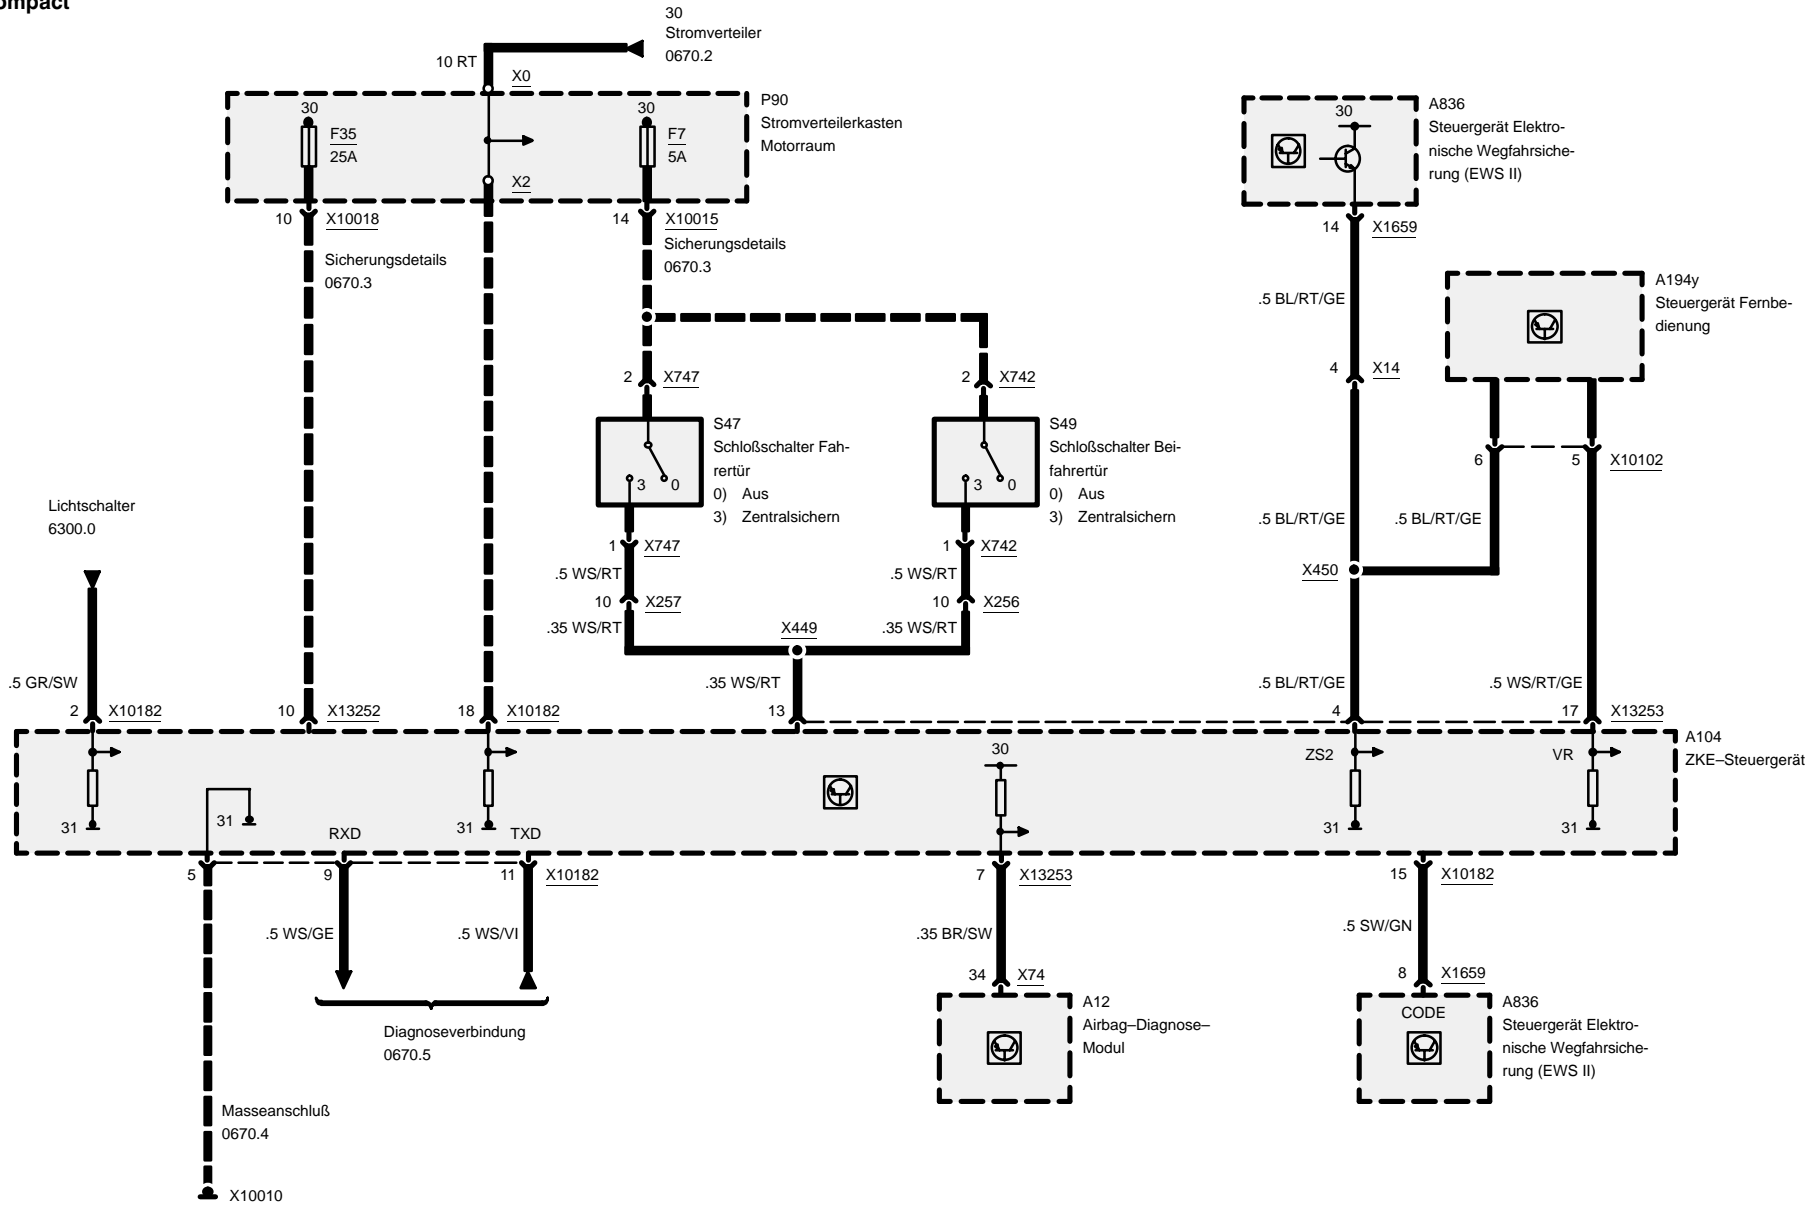 30
Stromverteiler
0670.2
10 RT
X0
P90
Stromverteilerkasten
Motorraum
30
F35
25A
30
F7
5A
X2
10
X10018
14
X10015
Sicherungsdetails
0670.3
Sicherungsdetails
0670.3
A836
Steuergerät Elektro-
nische Wegfahrsiche-
rung (EWS II)
30
14
X1659
.5 BL/RT/GE
A194y
Steuergerät Fernbe-
dienung
4
X14
2
X747
2
X742
S47
Schloßschalter Fah-
rertür
0) Aus
3) Zentralsichern
3
0
S49
Schloßschalter Bei-
fahrertür
0) Aus
3) Zentralsichern
3
0
6
5
X10102
Lichtschalter
6300.0
.5 BL/RT/GE
.5 BL/RT/GE
1
X747
1
X742
.5 WS/RT
.5 WS/RT
X450
10
X257
10
X256
.35 WS/RT
X449
.35 WS/RT
.5 GR/SW
.35 WS/RT
.5 BL/RT/GE
.5 WS/RT/GE
2
X10182
10
X13252
18
X10182
13
4
17
X13253
A104
ZKE–Steuergerät
30
ZS2
VR
31
31
31
31
31
RXD
TXD
5
9
11
X10182
7
X13253
15
X10182
.5 WS/GE
.5 WS/VI
.35 BR/SW
.5 SW/GN
34
X74
8
X1659
Diagnoseverbindung
0670.5
A12
Airbag–Diagnose–
Modul
CODE
A836
Steuergerät Elektro-
nische Wegfahrsiche-
rung (EWS II)
Masseanschluß
0670.4
X10010